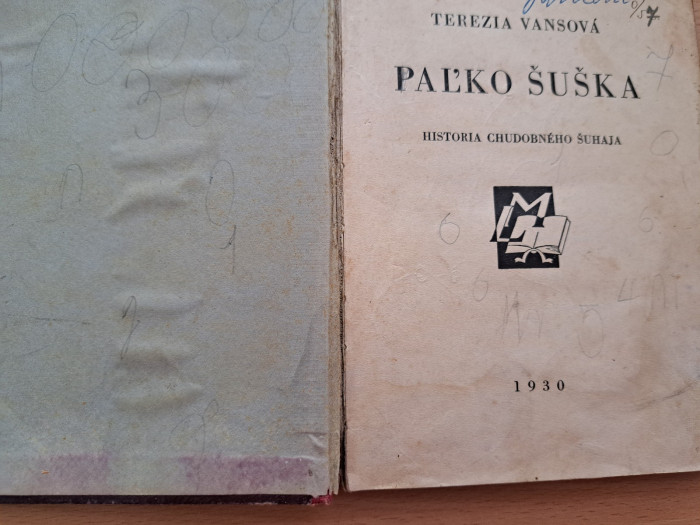 TEREZIA VANSOVÁ
PAĽKO ŠUŠKA
HISTORIA CHUDOBNÉHO ŠUHAJA
1930